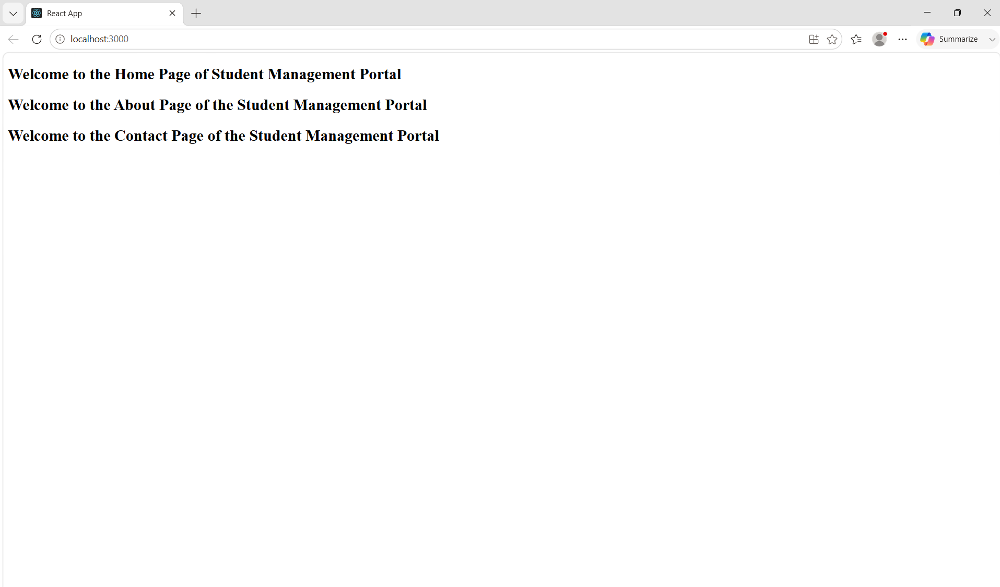 React App
localhost:3000
Summarize
Welcome to the Home Page of Student Management Portal
Welcome to the About Page of the Student Management Portal
Welcome to the Contact Page of the Student Management Portal